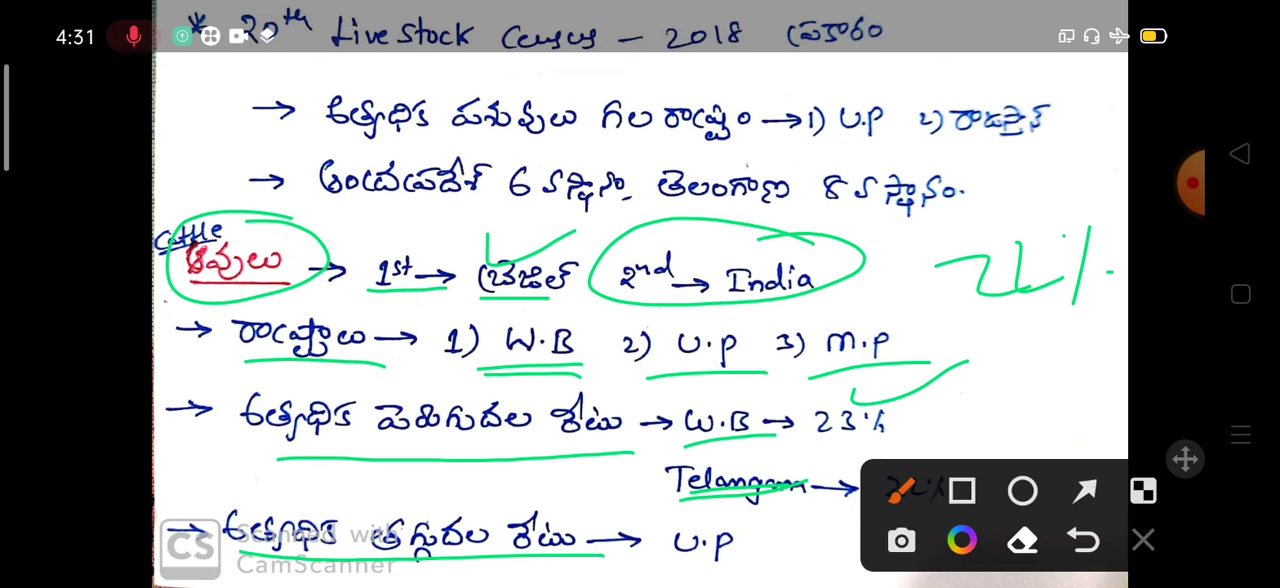 4:31
* 20th Live Stock Census - 2018 ప్రకారం
→ అత్యధిక పశువులు గల రాష్ట్రం → 1) U.P 2) రాజస్థాన్
→ ఆంధ్రప్రదేశ్ 6వ స్థానం, తెలంగాణ 8వ స్థానం.
Cattle
ఆవులు → 1st → బ్రెజిల్ 2nd → India 22%.
→ రాష్ట్రాలు → 1) W.B 2) U.P 3) M.P
→ అత్యధిక పెరుగుదల రేటు → W.B → 23%
Telangana →
→ అత్యధిక తగ్గుదల రేటు → U.P
CS Scanned with
CamScanner